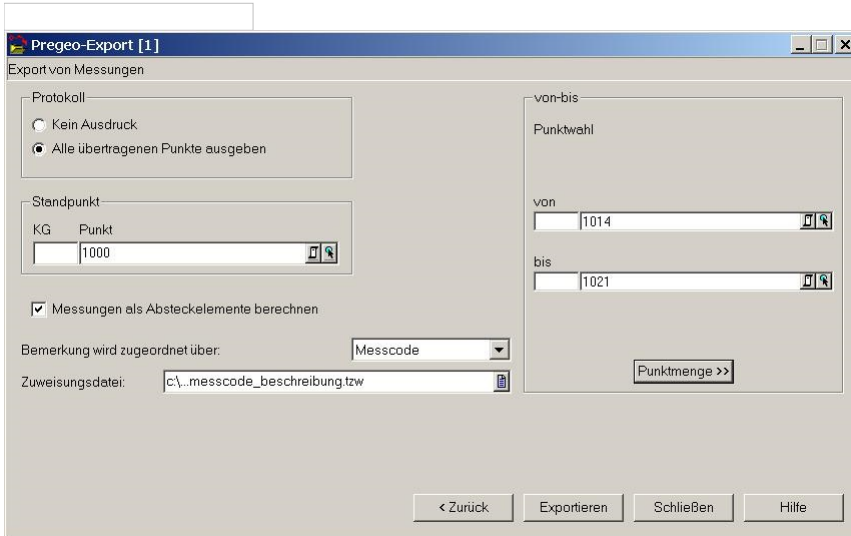 Pregeo-Export [1]
Export von Messungen
Protokoll
Kein Ausdruck
Alle übertragenen Punkte ausgeben
Standpunkt
KG Punkt
1000
Messungen als Absteckelemente berechnen
Bemerkung wird zugeordnet über: Messcode
Zuweisungsdatei: c:\...messcode_beschreibung.tzw
von-bis
Punktwahl
von
1014
bis
1021
Punktmenge >>
< Zurück Exportieren Schließen Hilfe